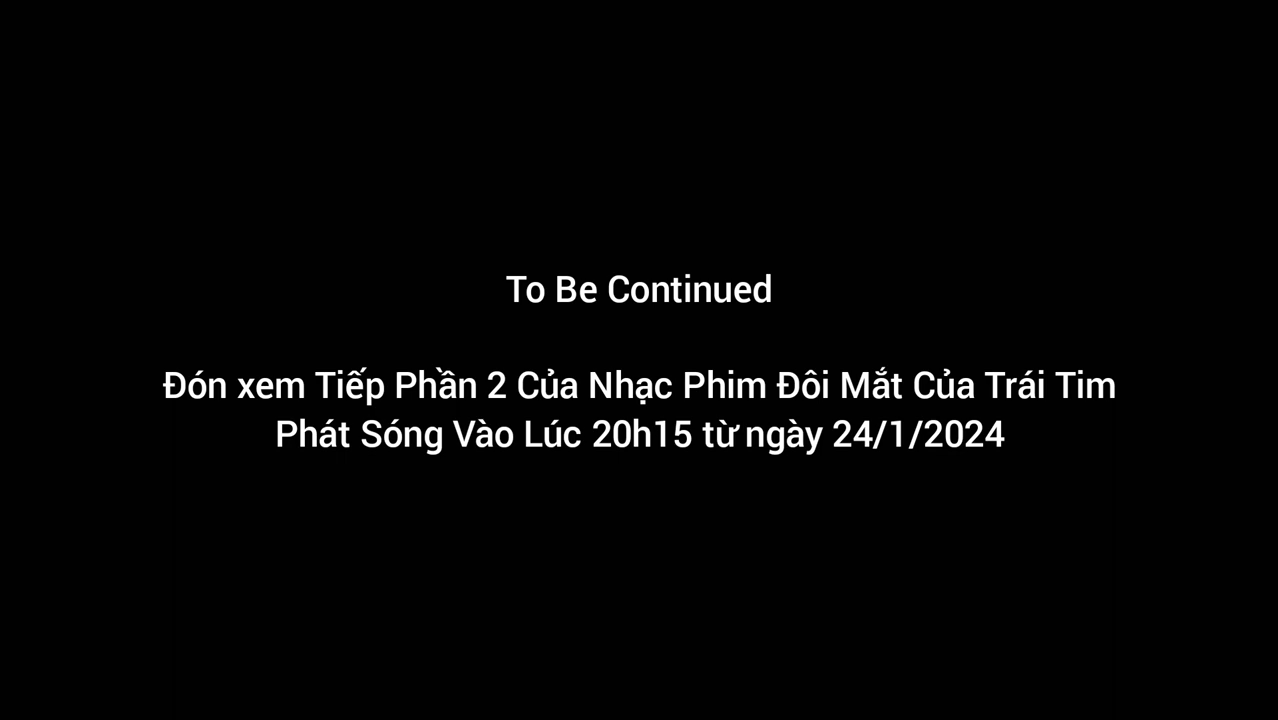 To Be Continued
Đón xem Tiếp Phần 2 Của Nhạc Phim Đôi Mắt Của Trái Tim
Phát Sóng Vào Lúc 20h15 từ ngày 24/1/2024